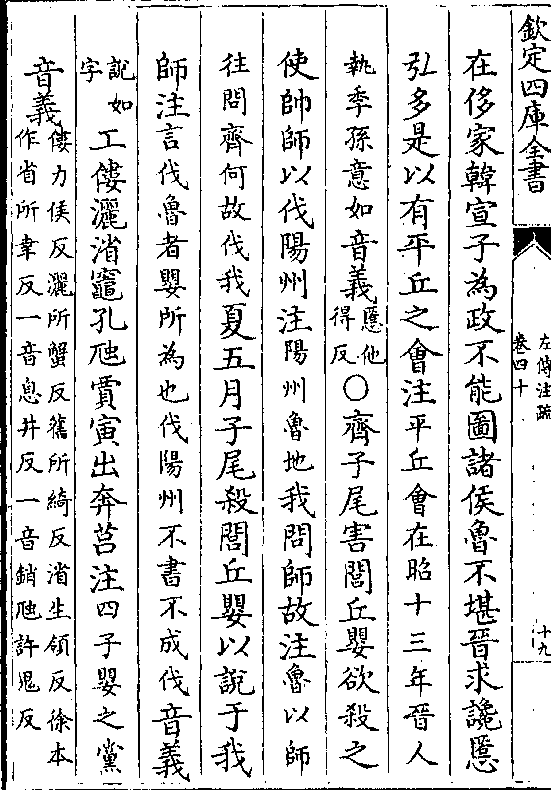 欽定四庫全書
左傳注疏
卷四十
十九
在侈家韓宣子為政不能圖諸侯魯不堪晉求讒慝
弘多是以有平丘之會注平丘會在昭十三年晉人
執季孫意如音義慝他得反○齊子尾害閭丘嬰欲殺之
使帥師以伐陽州注陽州魯地我問師故注魯以師
往問齊何故伐我夏五月子尾殺閭丘嬰以說于我
師注言伐魯者嬰所為也伐陽州不書不成伐音義
說如字工僂灑渻竈孔虺賈寅出奔莒注四子嬰之黨
音義僂力侯反灑所蟹反舊所綺反渻生領反徐本
作省所幸反一音息井反一音銷虺許鬼反